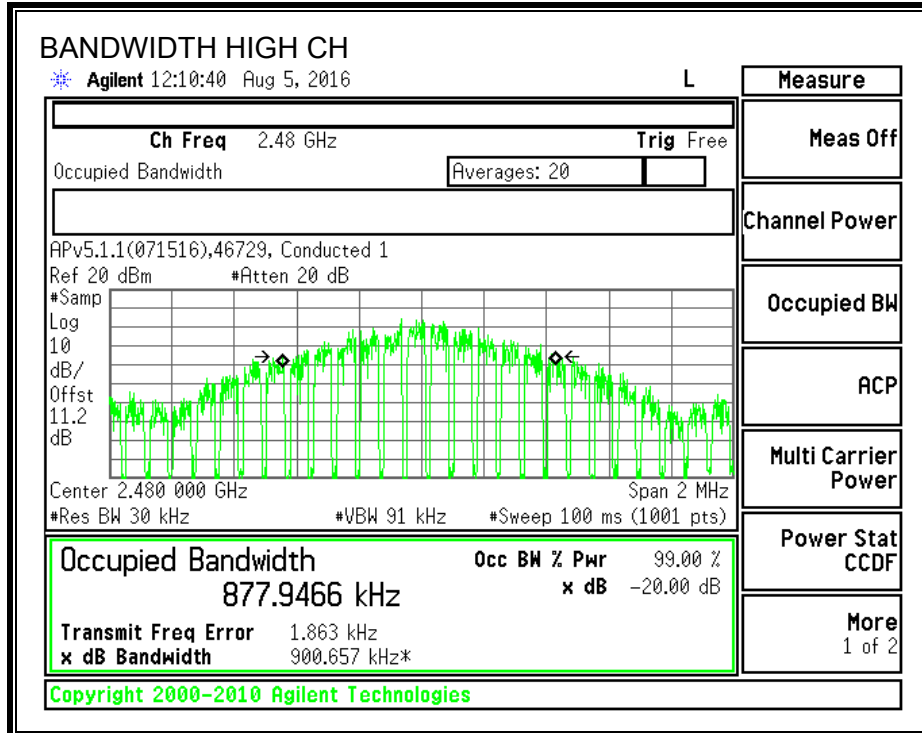 BANDWIDTH HIGH CH
Agilent 12:10:40 Aug 5, 2016 L
Measure
Ch Freq 2.48 GHz Trig Free
Meas Off
Occupied Bandwidth Averages: 20
Channel Power
APv5.1.1(071516),46729, Conducted 1
Ref 20 dBm #Atten 20 dB
#Samp
Log
10
dB/
Offst
11.2
dB
Occupied BW
ACP
Multi Carrier
Power
Center 2.480 000 GHz Span 2 MHz
#Res BW 30 kHz #VBW 91 kHz #Sweep 100 ms (1001 pts)
Occupied Bandwidth Occ BW % Pwr 99.00 %
877.9466 kHz x dB -20.00 dB
Transmit Freq Error 1.863 kHz
x dB Bandwidth 900.657 kHz*
Power Stat
CCDF
More
1 of 2
Copyright 2000-2010 Agilent Technologies